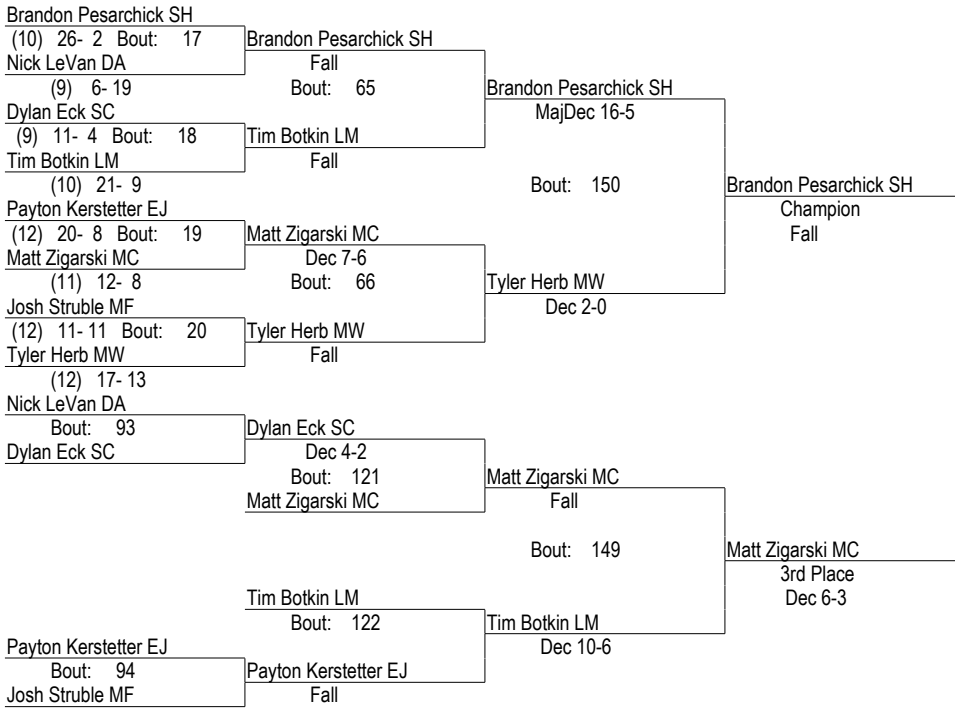 Brandon Pesarchick SH
(10) 26- 2 Bout: 17 Brandon Pesarchick SH
Nick LeVan DA Fall
(9) 6- 19 Bout: 65 Brandon Pesarchick SH
Dylan Eck SC MajDec 16-5
(9) 11- 4 Bout: 18 Tim Botkin LM
Tim Botkin LM Fall
(10) 21- 9 Bout: 150 Brandon Pesarchick SH
Payton Kerstetter EJ Champion
(12) 20- 8 Bout: 19 Matt Zigarski MC Fall
Matt Zigarski MC Dec 7-6
(11) 12- 8 Bout: 66 Tyler Herb MW
Josh Struble MF Dec 2-0
(12) 11- 11 Bout: 20 Tyler Herb MW
Tyler Herb MW Fall
(12) 17- 13
Nick LeVan DA
Bout: 93 Dylan Eck SC
Dylan Eck SC Dec 4-2
Bout: 121 Matt Zigarski MC
Matt Zigarski MC Fall
Bout: 149 Matt Zigarski MC
3rd Place
Tim Botkin LM Dec 6-3
Bout: 122 Tim Botkin LM
Payton Kerstetter EJ Dec 10-6
Bout: 94 Payton Kerstetter EJ
Josh Struble MF Fall